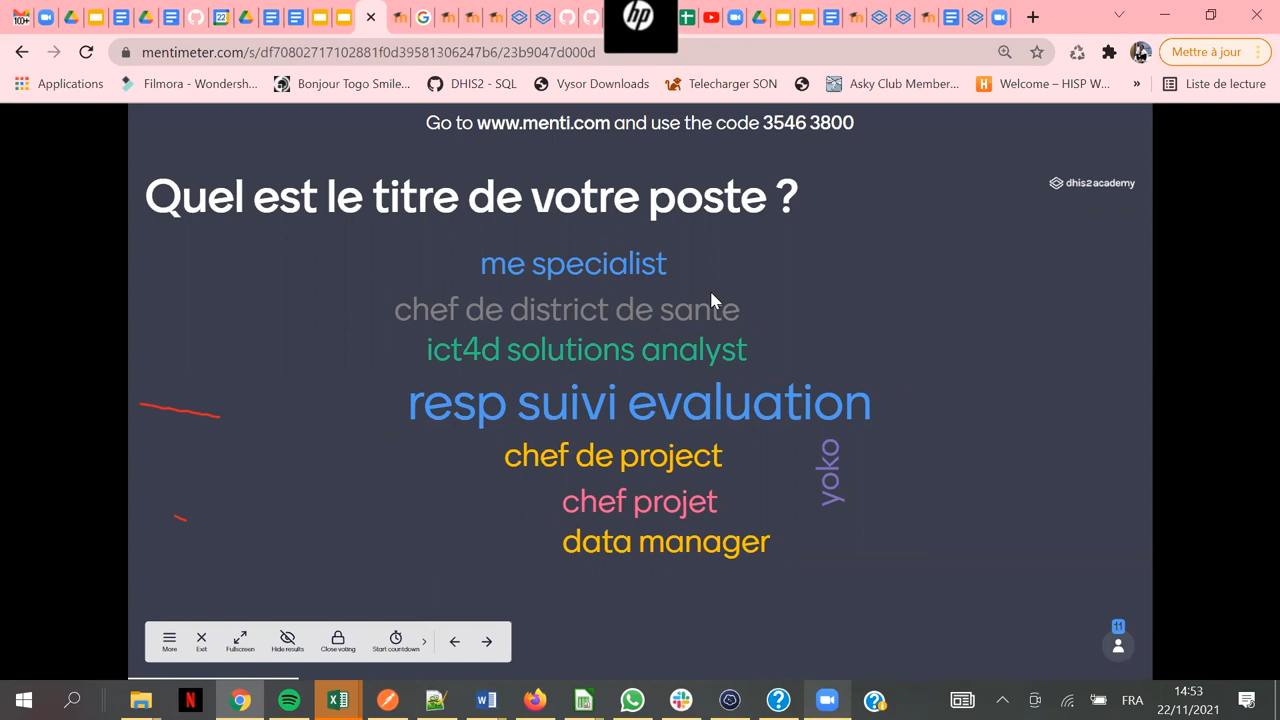 100+
22
mentimeter.com/s/df70802717102881f0d39581306247b6/23b9047d000d
Mettre à jour
Applications
Filmora - Wondersh...
Bonjour Togo Smile...
DHIS2 - SQL
Vysor Downloads
Telecharger SON
Asky Club Member...
Welcome – HISP W...
»
Liste de lecture
hp
Go to www.menti.com and use the code 3546 3800
Quel est le titre de votre poste ?
dhis2academy
me specialist
chef de district de sante
ict4d solutions analyst
resp suivi evaluation
chef de project
yoko
chef projet
data manager
More
Exit
Fullscreen
Hide results
Close voting
Start countdown
11
FRA
14:53
22/11/2021